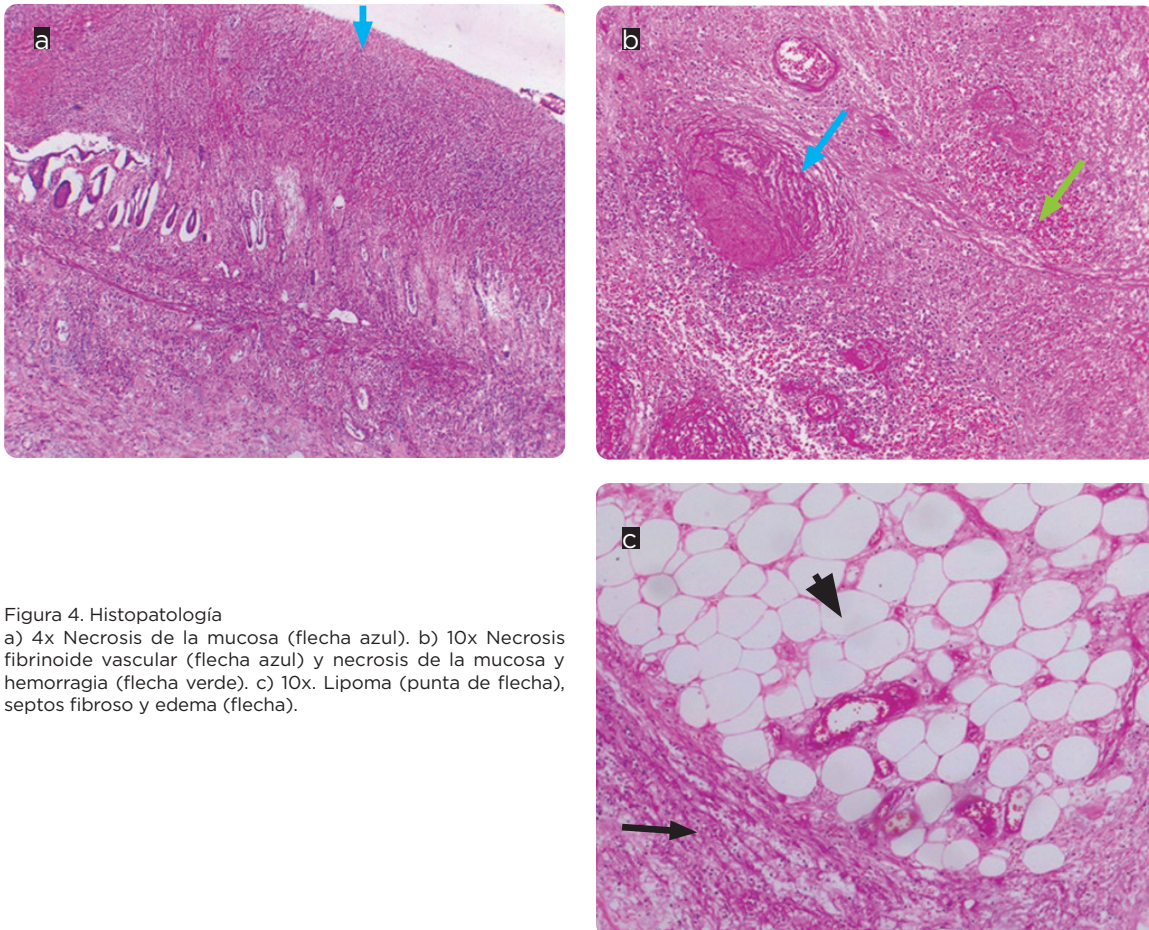 a
b
c
Figura 4. Histopatología
a) 4x Necrosis de la mucosa (flecha azul). b) 10x Necrosis
fibrinoide vascular (flecha azul) y necrosis de la mucosa y
hemorragia (flecha verde). c) 10x. Lipoma (punta de flecha),
septos fibroso y edema (flecha).